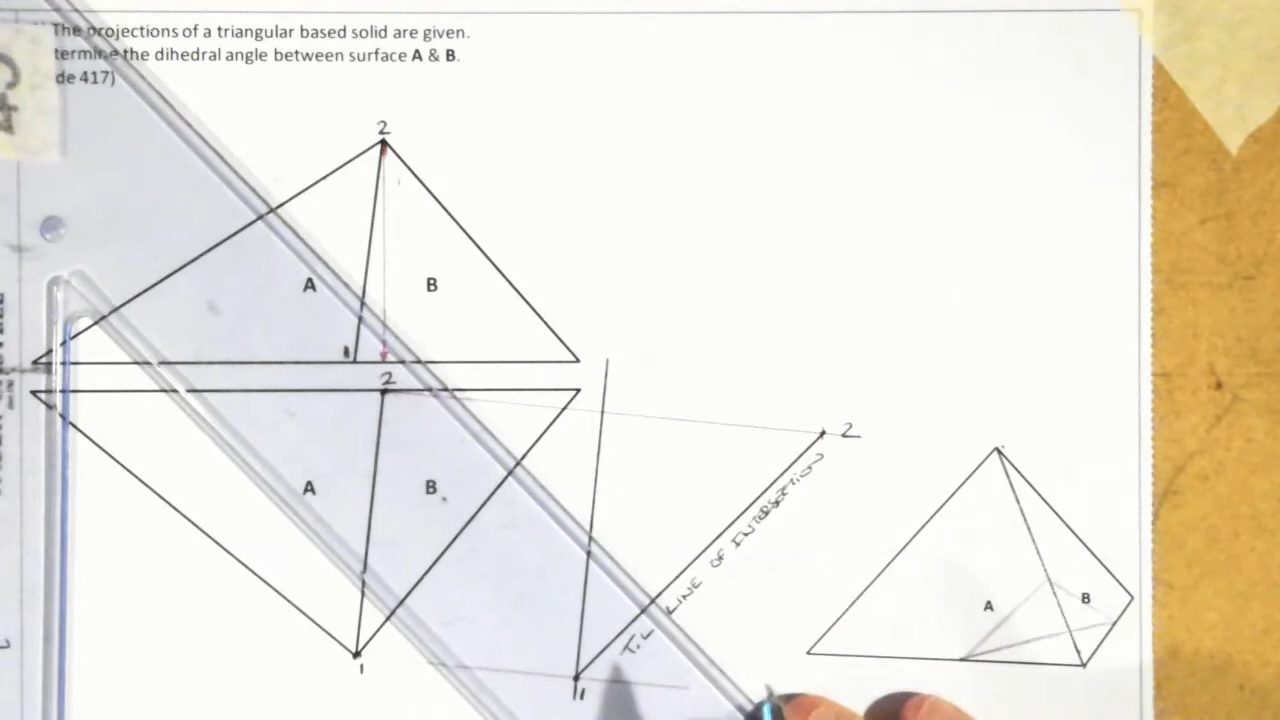 The projections of a triangular based solid are given.
termine the dihedral angle between surface A & B.
de 417)
2
A
B
1
2
A
B
1
2
T.L LINE OF INTERSECTION
1
A
B